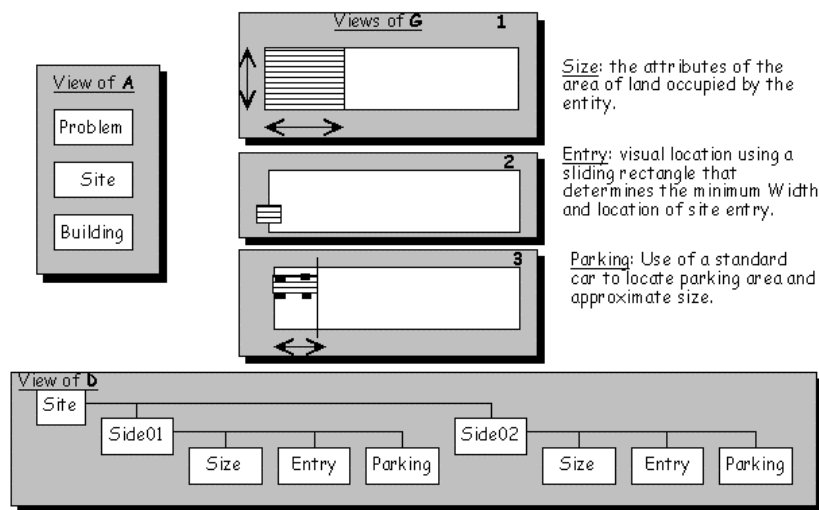 Views of G 1
View of A
Problem
Site
Building
Size: the attributes of the
area of land occupied by the
entity.
2
Entry: visual location using a
sliding rectangle that
determines the minimum Width
and location of site entry.
3
Parking: Use of a standard
car to locate parking area and
approximate size.
View of D
Site
Side01
Side02
Size
Entry
Parking
Size
Entry
Parking